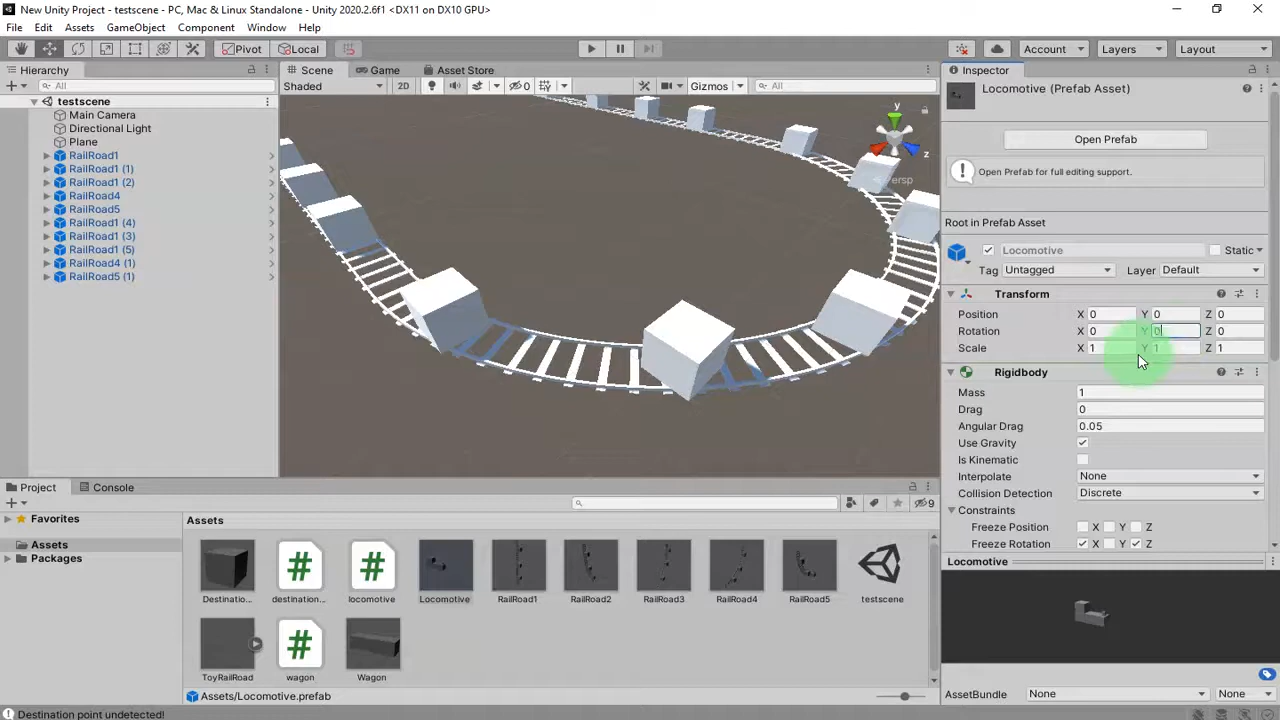 New Unity Project - testscene - PC, Mac & Linux Standalone - Unity 2020.2.6f1 <DX11 on DX10 GPU>
File Edit Assets GameObject Component Window Help
Pivot Local Account Layers Layout
Hierarchy
All
testscene
Main Camera
Directional Light
Plane
RailRoad1
RailRoad1 (1)
RailRoad1 (2)
RailRoad4
RailRoad5
RailRoad1 (4)
RailRoad1 (3)
RailRoad1 (5)
RailRoad4 (1)
RailRoad5 (1)
Scene Game Asset Store
Shaded 2D 0 Gizmos All
y
z
Persp
Inspector
Locomotive (Prefab Asset)
Open Prefab
Open Prefab for full editing support.
Root in Prefab Asset
Locomotive Static
Tag Untagged Layer Default
Transform
Position X 0 Y 0 Z 0
Rotation X 0 Y 0 Z 0
Scale X 1 Y 1 Z 1
Rigidbody
Mass 1
Drag 0
Angular Drag 0.05
Use Gravity
Is Kinematic
Interpolate None
Collision Detection Discrete
Constraints
Freeze Position X Y Z
Freeze Rotation X Y Z
Locomotive
AssetBundle None None
Project Console
9
Favorites
Assets
Packages
Assets
Destinatio... destination... locomotive Locomotive RailRoad1 RailRoad2 RailRoad3 RailRoad4 RailRoad5 testscene
ToyRailRoad wagon Wagon
Assets/Locomotive.prefab
Destination point undetected!